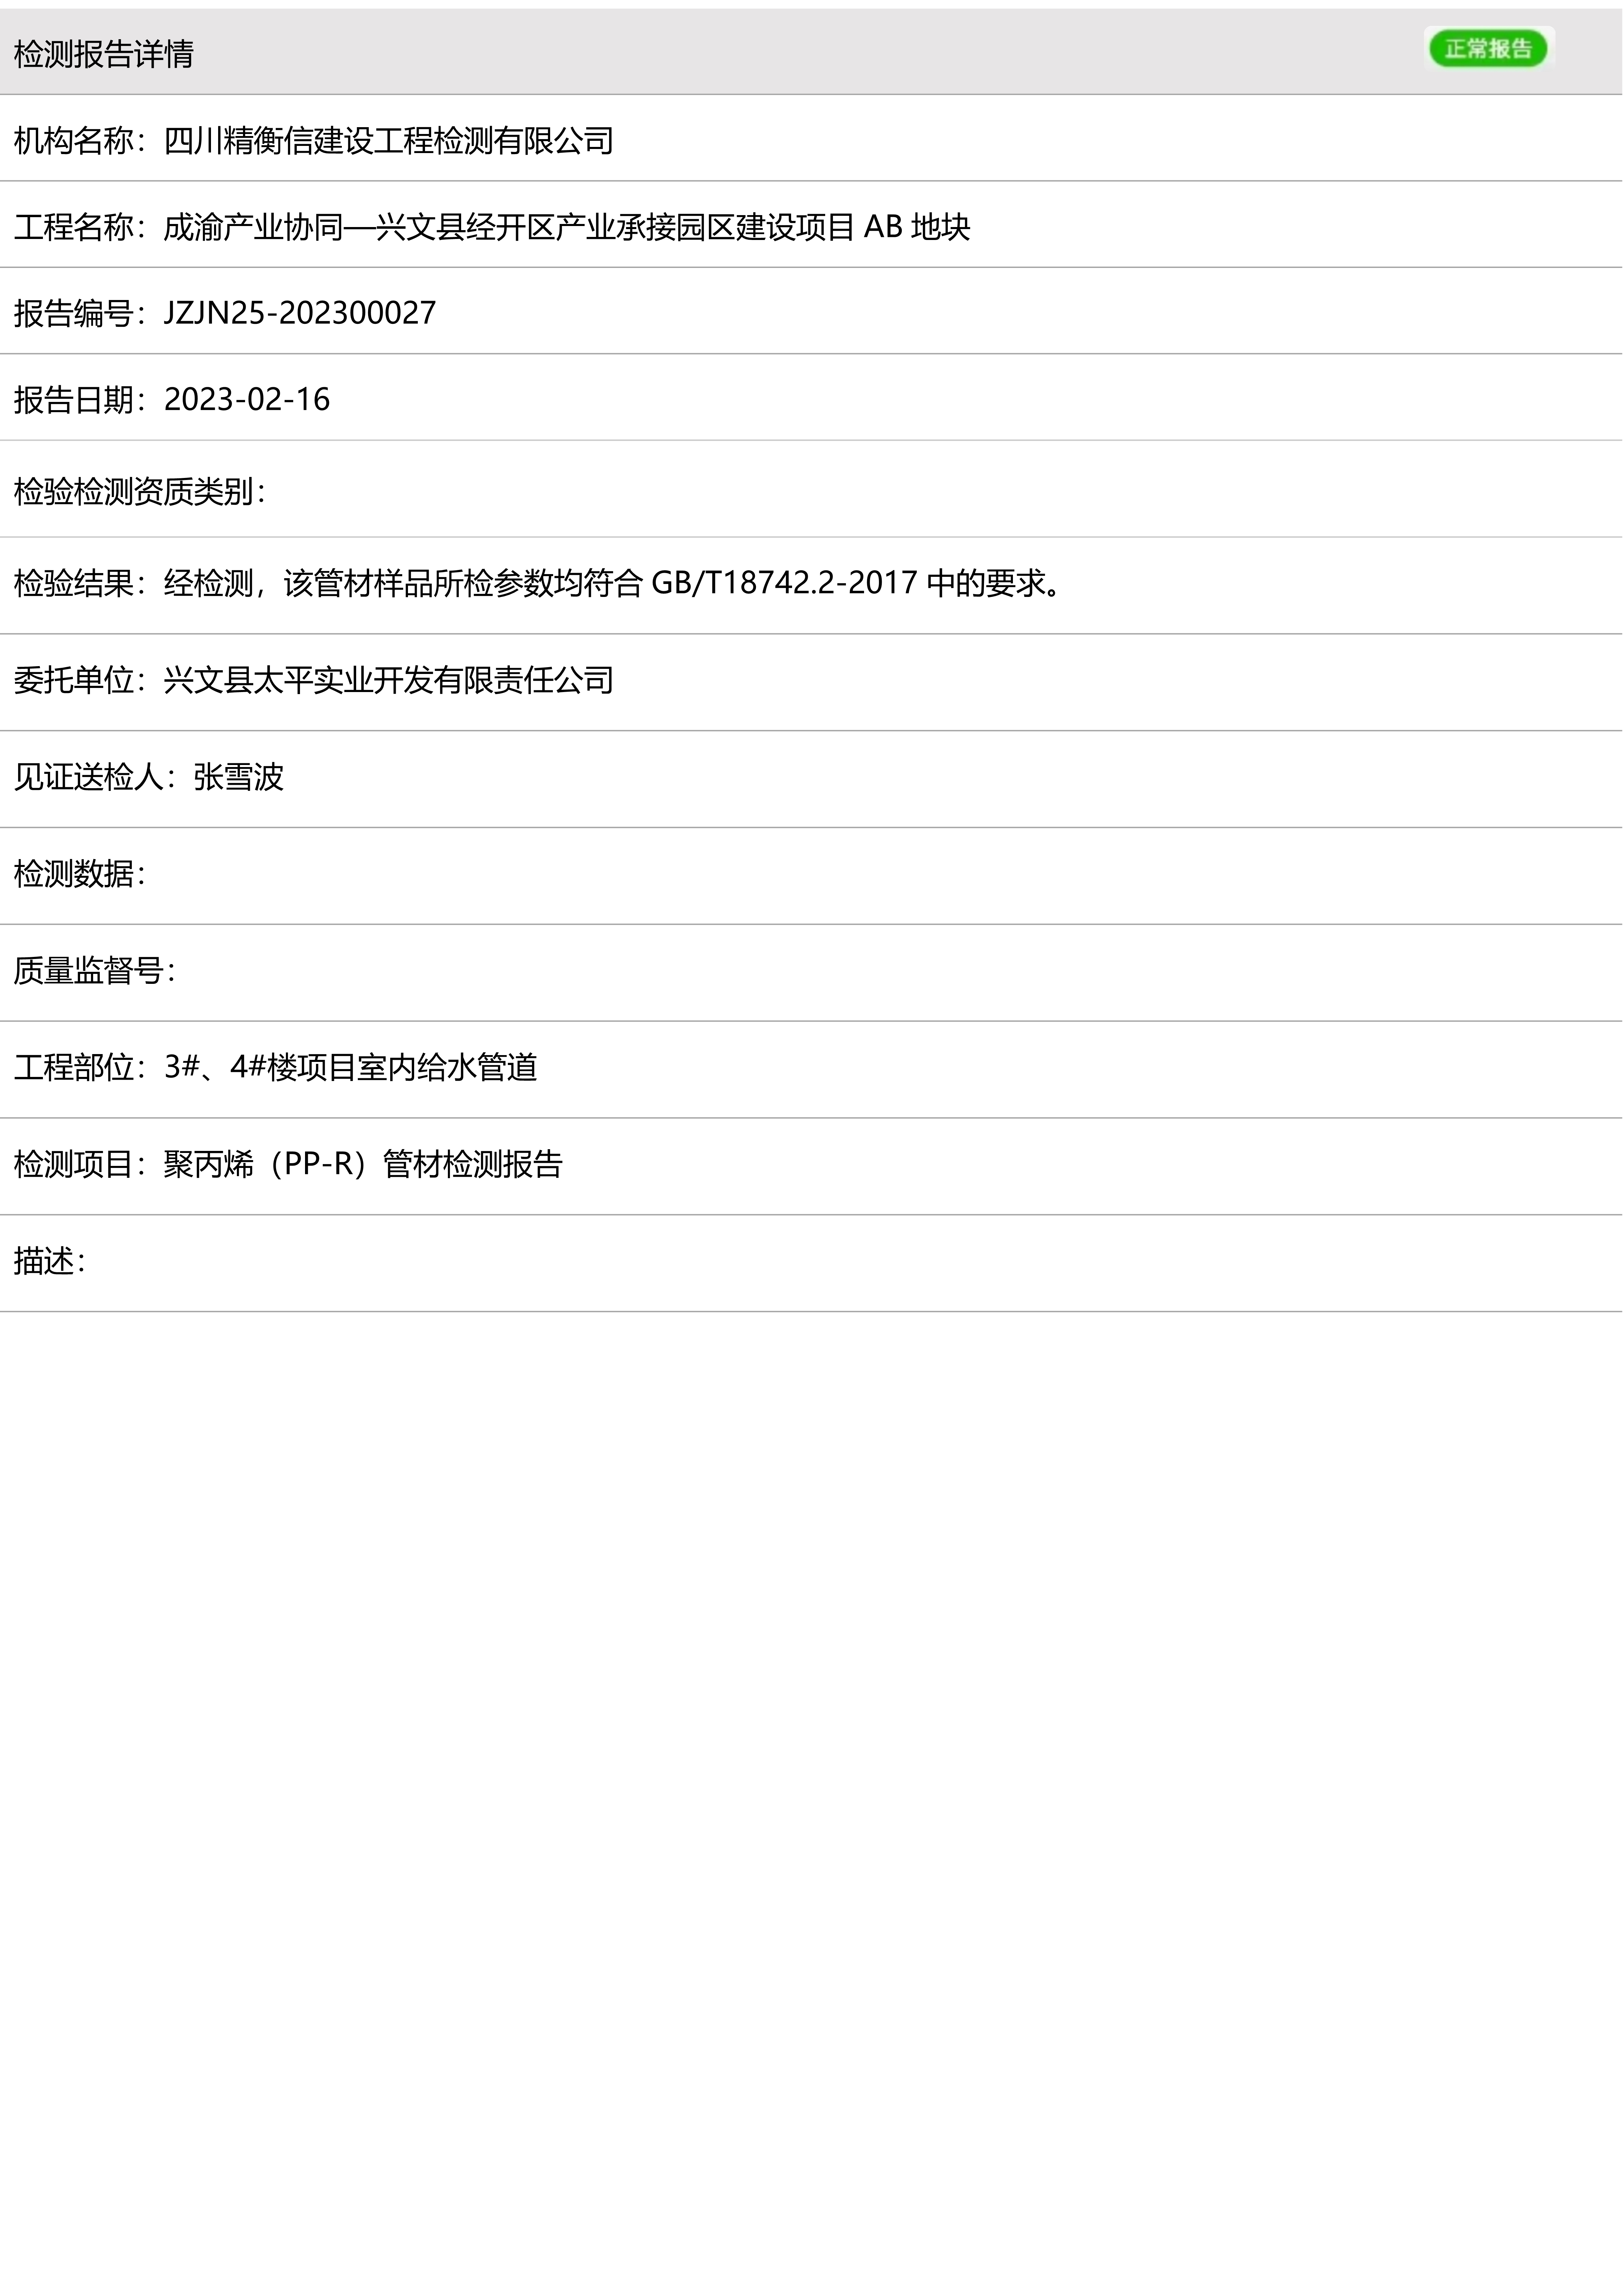 检测报告详情
正常报告
机构名称：四川精衡信建设工程检测有限公司
工程名称：成渝产业协同—兴文县经开区产业承接园区建设项目 AB 地块
报告编号：JZJN25-202300027
报告日期：2023-02-16
检验检测资质类别：
检验结果：经检测，该管材样品所检参数均符合 GB/T18742.2-2017 中的要求。
委托单位：兴文县太平实业开发有限责任公司
见证送检人：张雪波
检测数据：
质量监督号：
工程部位：3#、4#楼项目室内给水管道
检测项目：聚丙烯（PP-R）管材检测报告
描述：